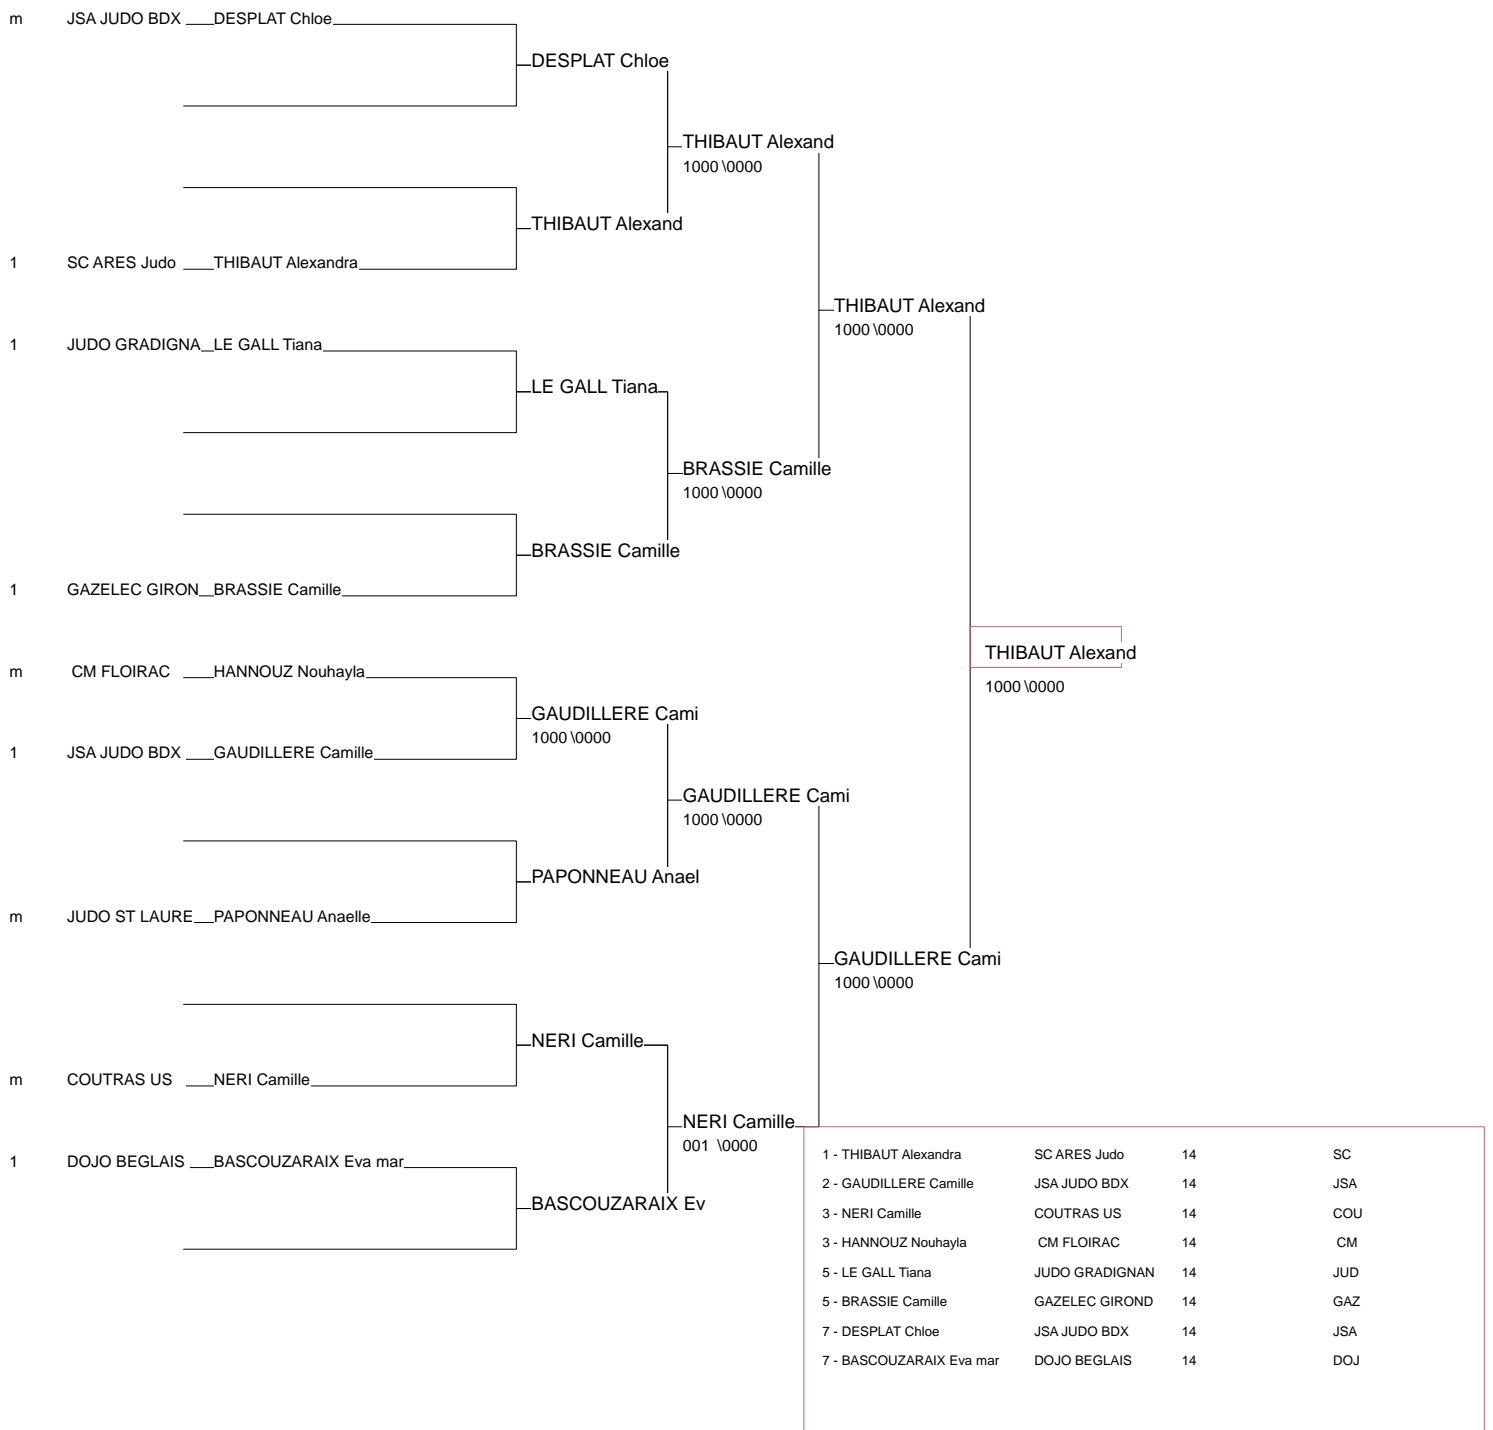 m JSA JUDO BDX DESPLAT Chloe
DESPLAT Chloe
THIBAUT Alexand
1000 \0000
THIBAUT Alexand
1 SC ARES Judo THIBAUT Alexandra
THIBAUT Alexand
1000 \0000
1 JUDO GRADIGNA LE GALL Tiana
LE GALL Tiana
BRASSIE Camille
1000 \0000
BRASSIE Camille
1 GAZELEC GIRON BRASSIE Camille
THIBAUT Alexand
1000 \0000
m CM FLOIRAC HANNOUZ Nouhayla
GAUDILLERE Cami
1000 \0000
1 JSA JUDO BDX GAUDILLERE Camille
GAUDILLERE Cami
1000 \0000
PAPONNEAU Anael
m JUDO ST LAURE PAPONNEAU Anaelle
GAUDILLERE Cami
1000 \0000
NERI Camille
m COUTRAS US NERI Camille
NERI Camille
001 \0000
1 DOJO BEGLAIS BASCOUZARAIX Eva mar
BASCOUZARAIX Ev
1 - THIBAUT Alexandra SC ARES Judo 14 SC
2 - GAUDILLERE Camille JSA JUDO BDX 14 JSA
3 - NERI Camille COUTRAS US 14 COU
3 - HANNOUZ Nouhayla CM FLOIRAC 14 CM
5 - LE GALL Tiana JUDO GRADIGNAN 14 JUD
5 - BRASSIE Camille GAZELEC GIROND 14 GAZ
7 - DESPLAT Chloe JSA JUDO BDX 14 JSA
7 - BASCOUZARAIX Eva mar DOJO BEGLAIS 14 DOJ